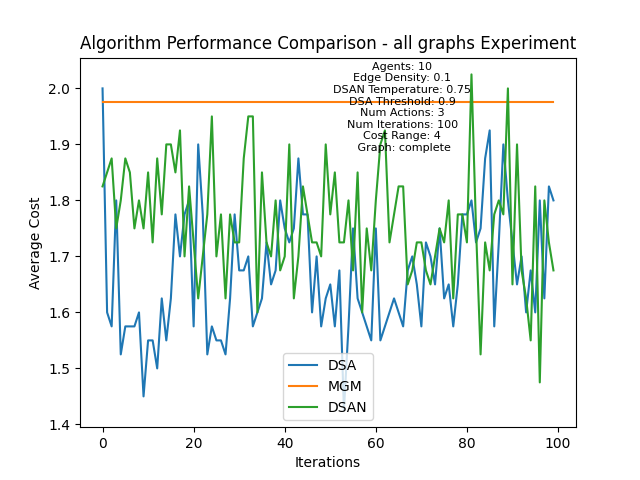 Algorithm Performance Comparison - all graphs Experiment
Agents: 10
Edge Density: 0.1
DSAN Temperature: 0.75
DSA Threshold: 0.9
Num Actions: 3
Num Iterations: 100
Cost Range: 4
Graph: complete
Average Cost
2.0
1.9
1.8
1.7
1.6
1.5
1.4
DSA
MGM
DSAN
0 20 40 60 80 100
Iterations